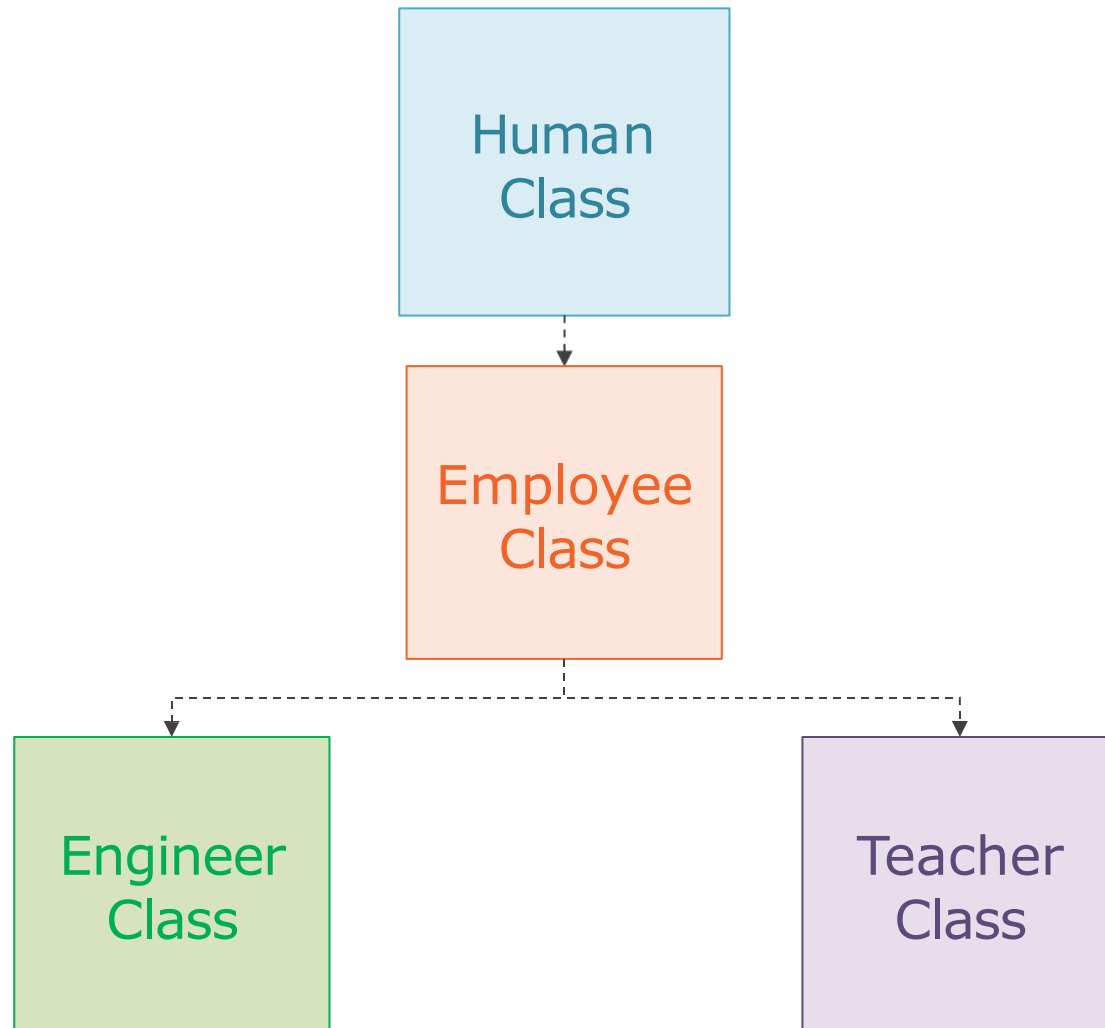 Human
Class
Employee
Class
Engineer
Class
Teacher
Class